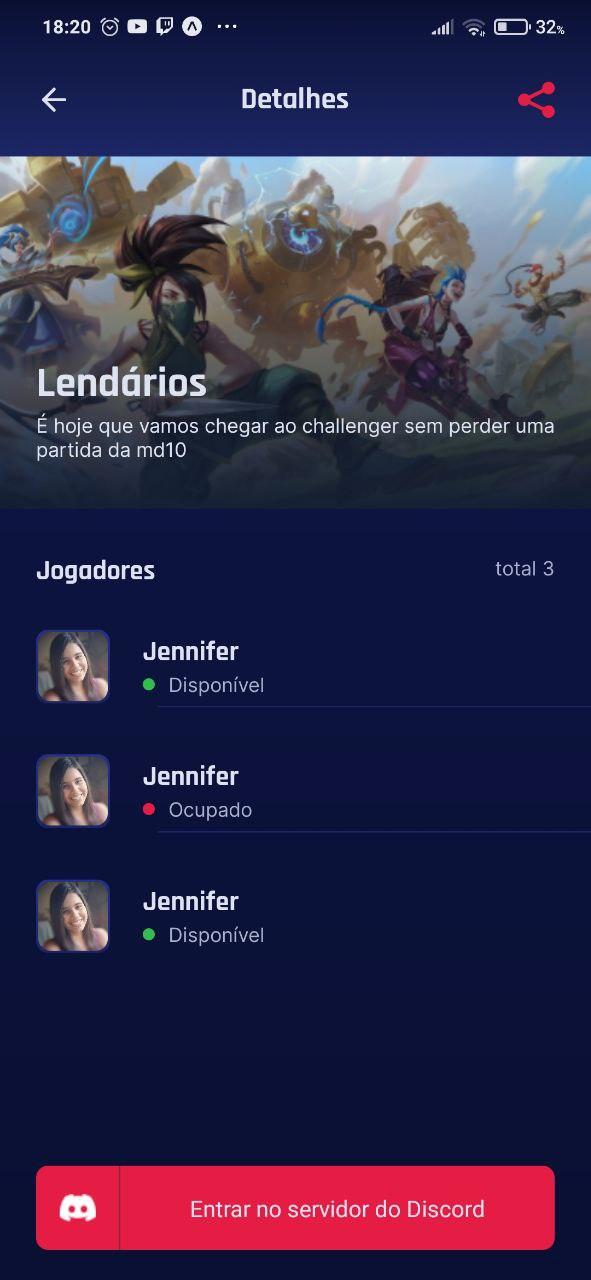 18:20 ... 32%
Detalhes
Lendários
É hoje que vamos chegar ao challenger sem perder uma
partida da md10
Jogadores total 3
Jennifer
Disponível
Jennifer
Ocupado
Jennifer
Disponível
Entrar no servidor do Discord